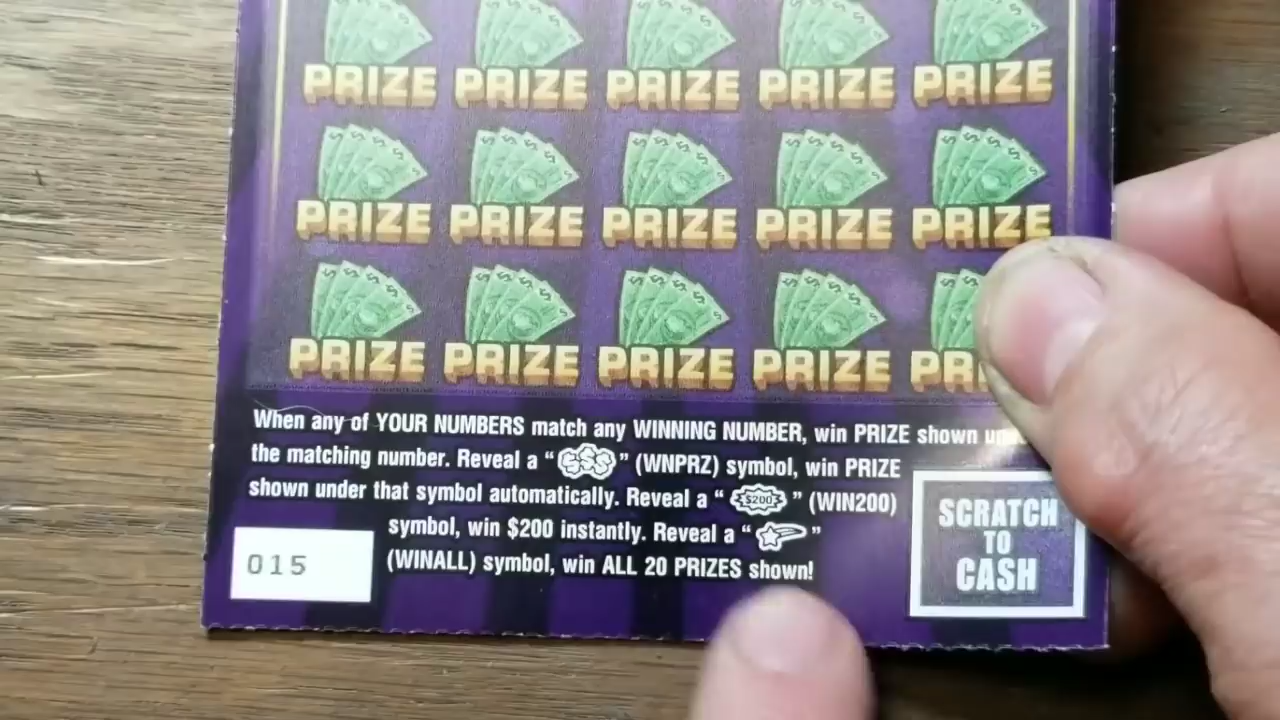 PRIZE PRIZE PRIZE PRIZE PRIZE
PRIZE PRIZE PRIZE PRIZE PRIZE
PRIZE PRIZE PRIZE PRIZE
When any of YOUR NUMBERS match any WINNING NUMBER, win PRIZE shown
the matching number. Reveal a “$$$” (WNPRZ) symbol, win PRIZE
shown under that symbol automatically. Reveal a “$200” (WIN200)
symbol, win $200 instantly. Reveal a “ ”
(WINALL) symbol, win ALL 20 PRIZES shown!
015
SCRATCH
TO
CASH